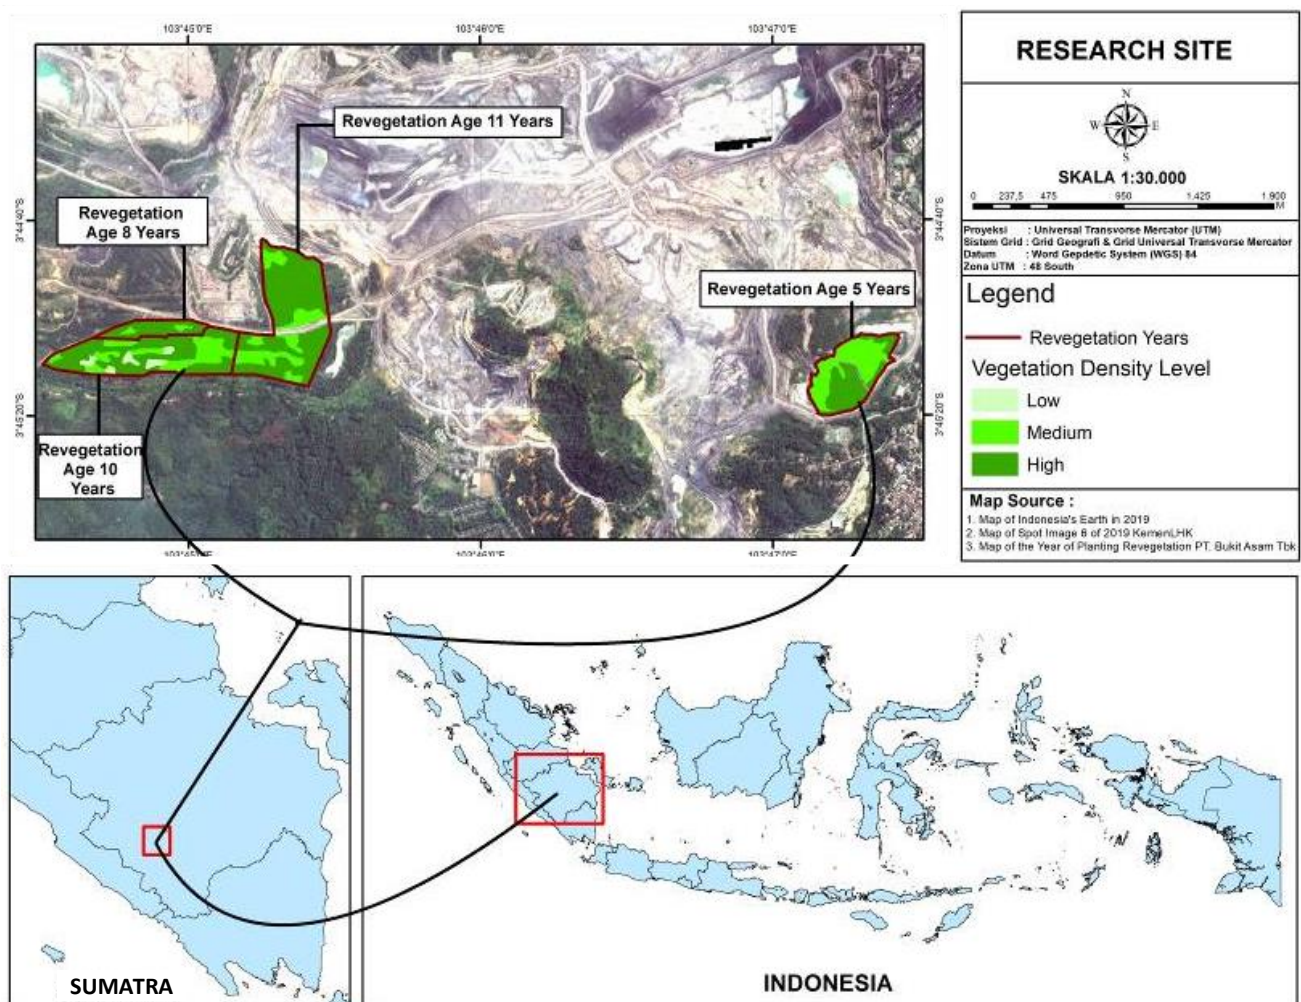 103°45'0"E 103°46'0"E 103°47'0"E
RESEARCH SITE
N
W E
S
SKALA 1:30.000
0 237,5 475 950 1.425 1.900
M
Proyeksi : Universal Transvorse Mercator (UTM)
Sistem Grid : Grid Geografi & Grid Universal Transvorse Mercator
Datum : Word Gepdetic System (WGS) 84
Zona UTM : 48 South
Legend
Revegetation Years
Vegetation Density Level
Low
Medium
High
Map Source :
1. Map of Indonesia's Earth in 2019
2. Map of Spot Image 6 of 2019 KemenLHK
3. Map of the Year of Planting Revegetation PT. Bukit Asam Tbk
Revegetation Age 11 Years
Revegetation
Age 8 Years
3°44'40"S 3°44'40"S
Revegetation Age 5 Years
3°45'20"S 3°45'20"S
Revegetation
Age 10
Years
103°45'0"E 103°46'0"E 103°47'0"E
SUMATRA
INDONESIA